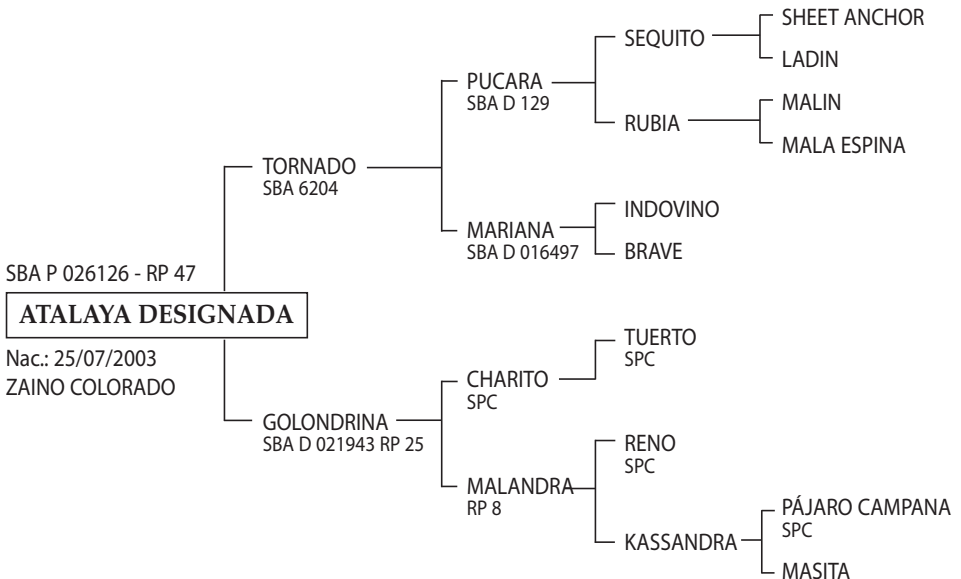 SHEET ANCHOR
SEQUITO
LADIN
PUCARA
SBA D 129
MALIN
RUBIA
MALA ESPINA
TORNADO
SBA 6204
INDOVINO
MARIANA
SBA D 016497
BRAVE
SBA P 026126 - RP 47
ATALAYA DESIGNADA
Nac.: 25/07/2003
ZAINO COLORADO
TUERTO
SPC
CHARITO
SPC
GOLONDRINA
SBA D 021943 RP 25
RENO
SPC
MALANDRA
RP 8
PÁJARO CAMPANA
SPC
KASSANDRA
MASITA